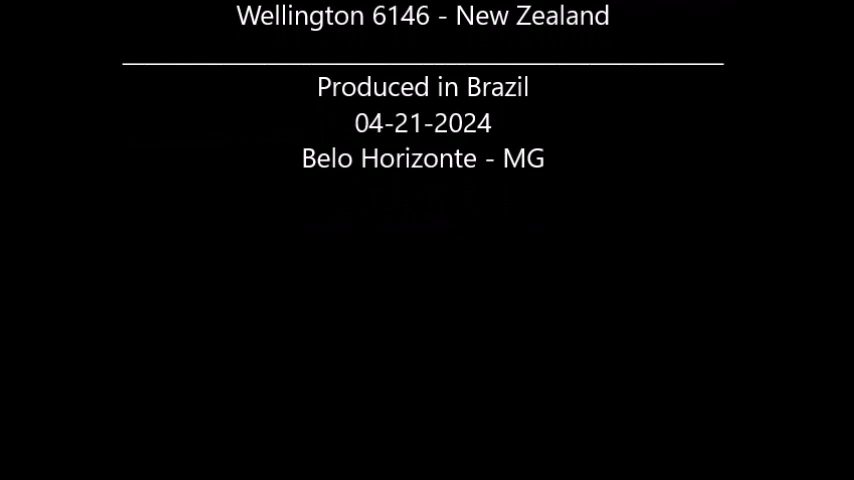 Wellington 6146 - New Zealand
Produced in Brazil
04-21-2024
Belo Horizonte - MG